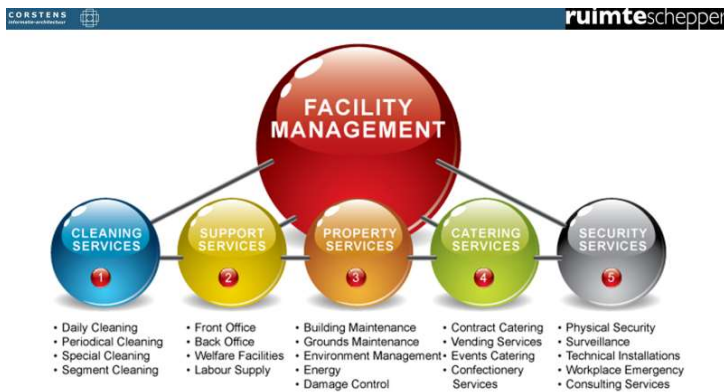 CORSTENS
informatie-architectuur
ruimteschepper
FACILITY
MANAGEMENT
CLEANING
SERVICES
1
SUPPORT
SERVICES
2
PROPERTY
SERVICES
3
CATERING
SERVICES
4
SECURITY
SERVICES
5
• Daily Cleaning
• Periodical Cleaning
• Special Cleaning
• Segment Cleaning
• Front Office
• Back Office
• Welfare Facilities
• Labour Supply
• Building Maintenance
• Grounds Maintenance
• Environment Management
• Energy
• Damage Control
• Contract Catering
• Vending Services
• Events Catering
• Confectionery
Services
• Physical Security
• Surveillance
• Technical Installations
• Workplace Emergency
• Consulting Services